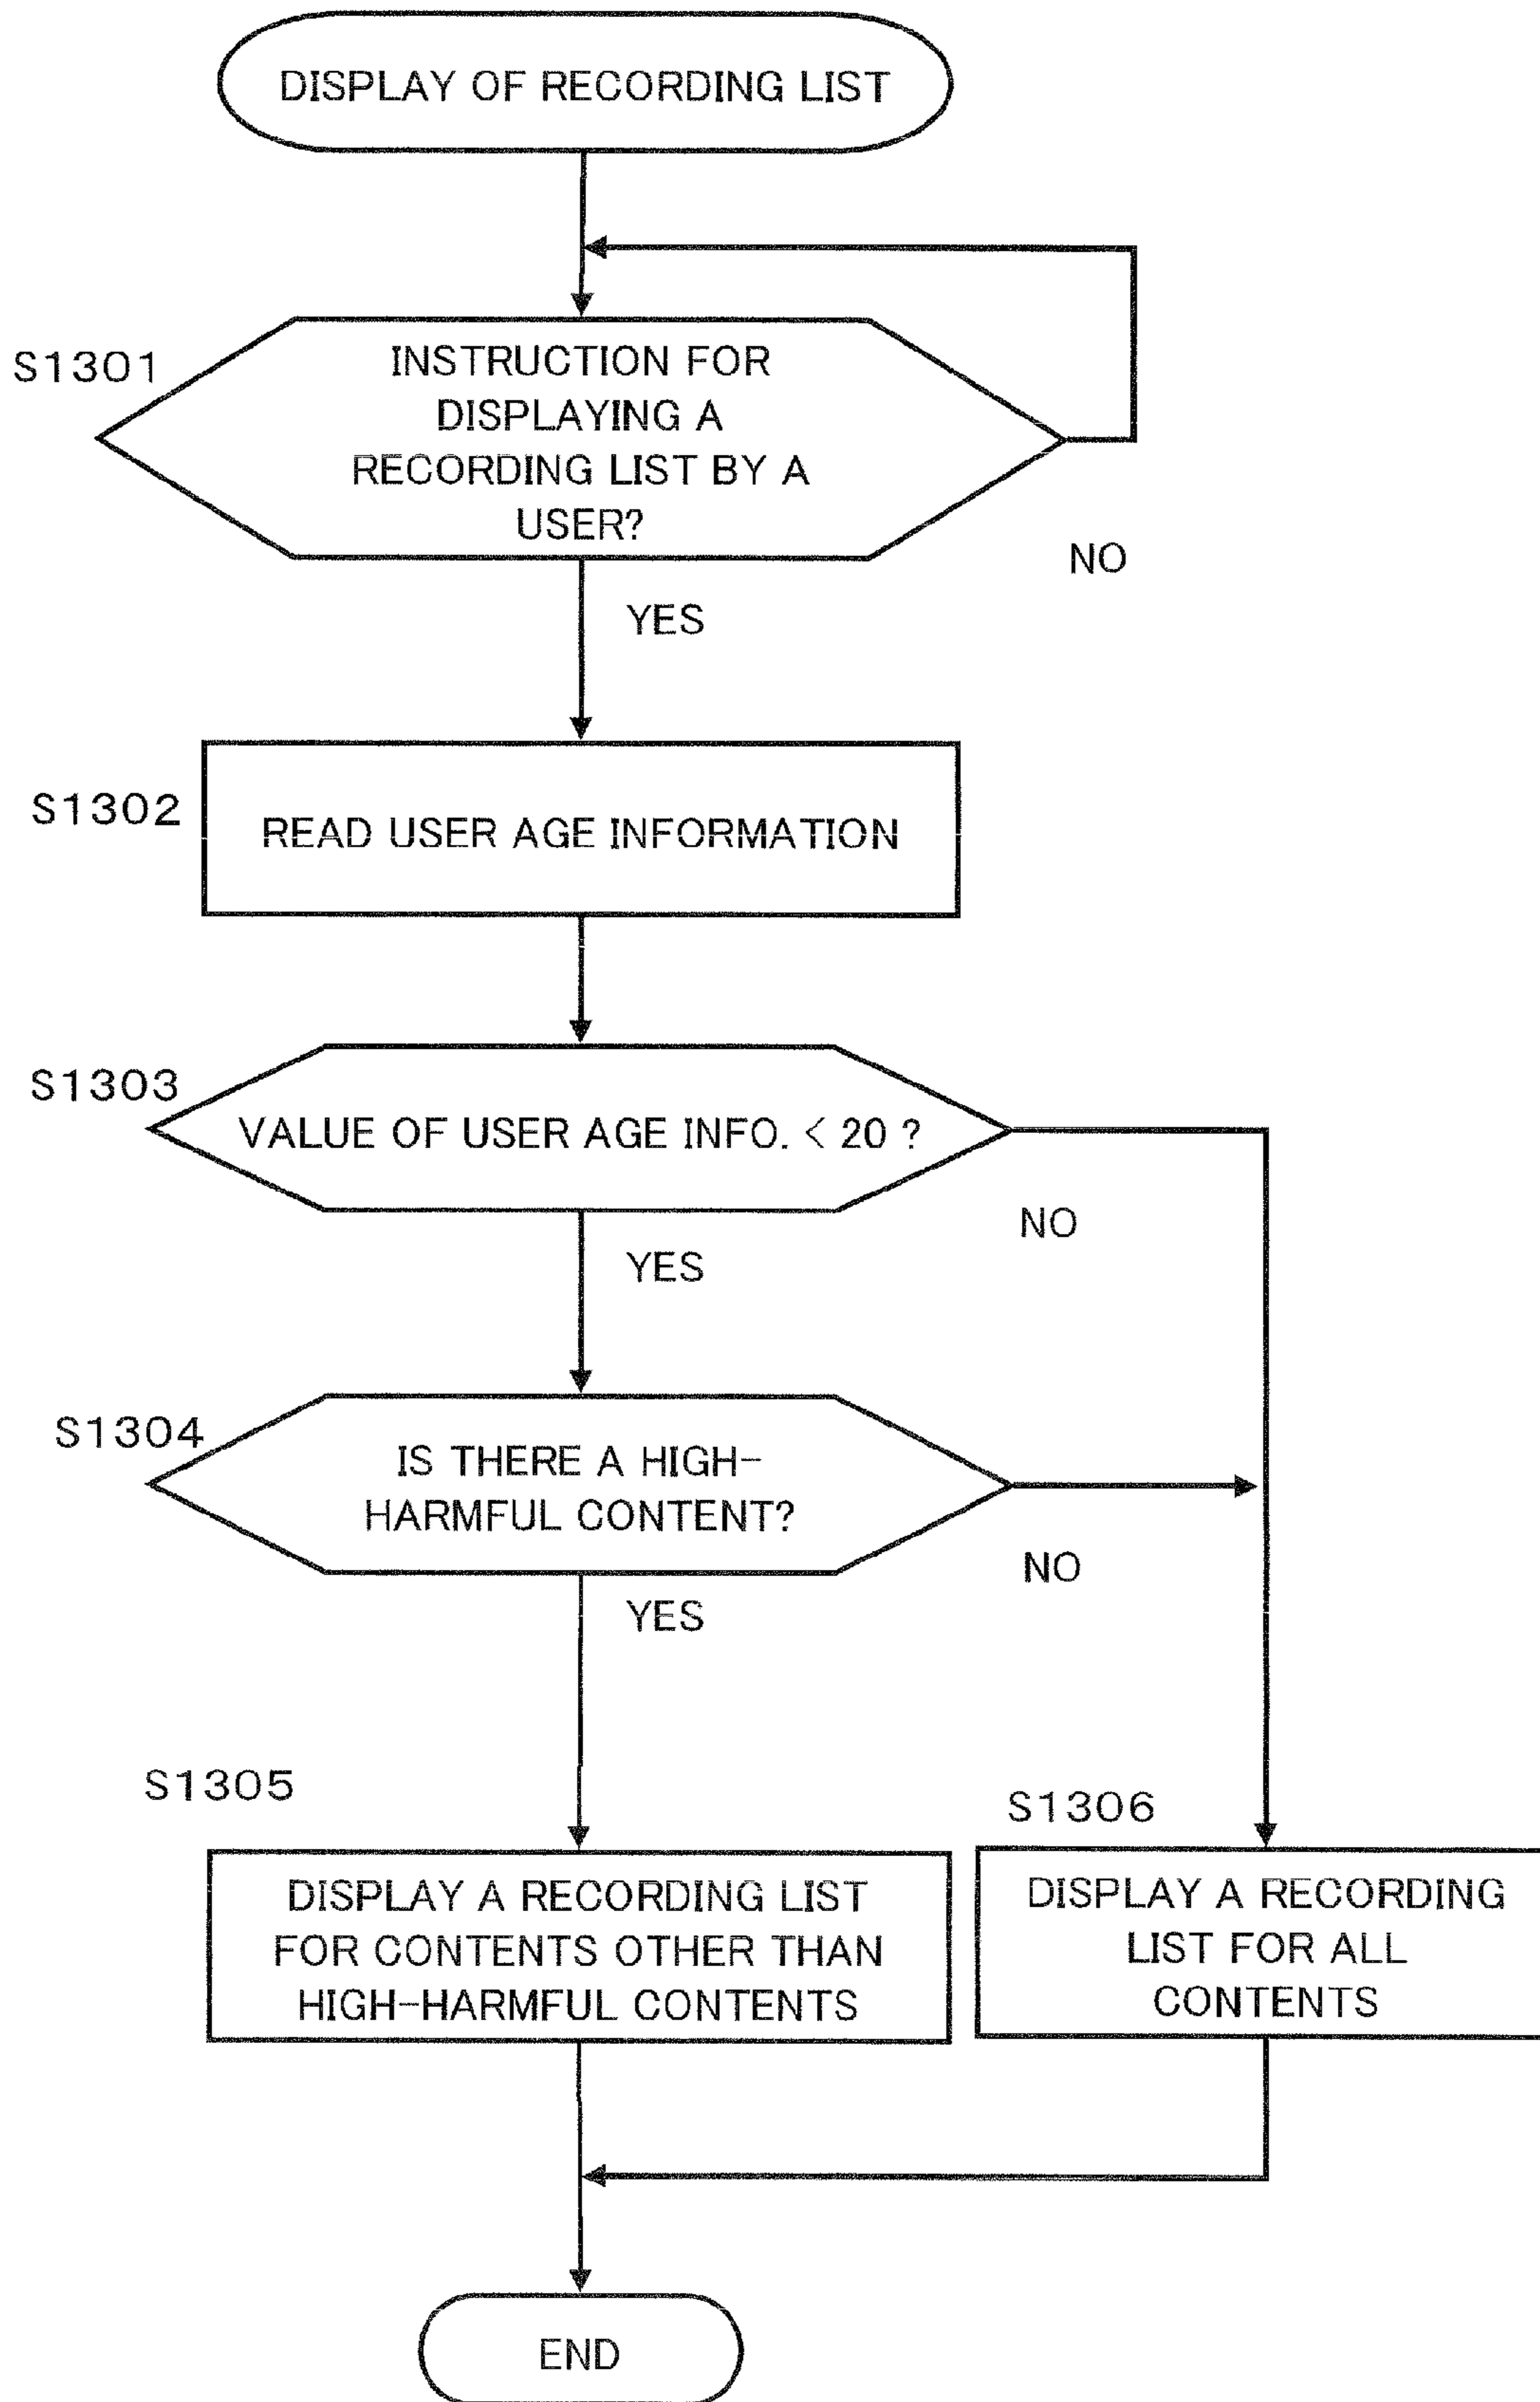 DISPLAY OF RECORDING LIST
S1301
INSTRUCTION FOR
DISPLAYING A
RECORDING LIST BY A
USER?
NO
YES
S1302
READ USER AGE INFORMATION
S1303
VALUE OF USER AGE INFO. < 20 ?
NO
YES
S1304
IS THERE A HIGH-
HARMFUL CONTENT?
NO
YES
S1305
DISPLAY A RECORDING LIST
FOR CONTENTS OTHER THAN
HIGH-HARMFUL CONTENTS
S1306
DISPLAY A RECORDING
LIST FOR ALL
CONTENTS
END